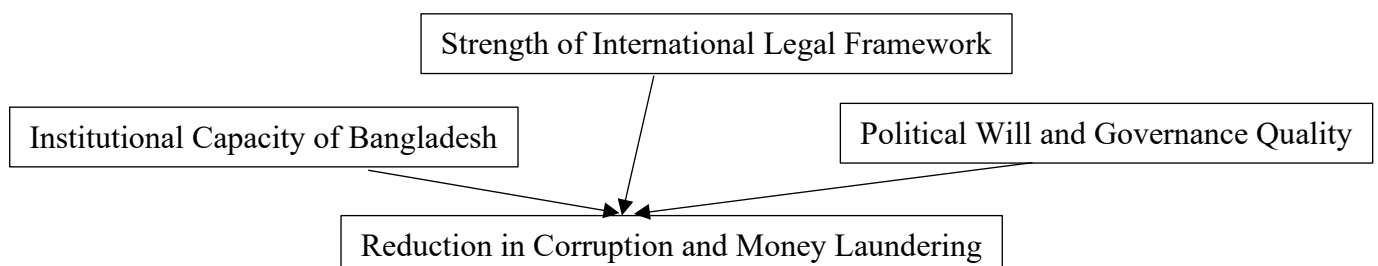 Strength of International Legal Framework
Institutional Capacity of Bangladesh
Political Will and Governance Quality
Reduction in Corruption and Money Laundering